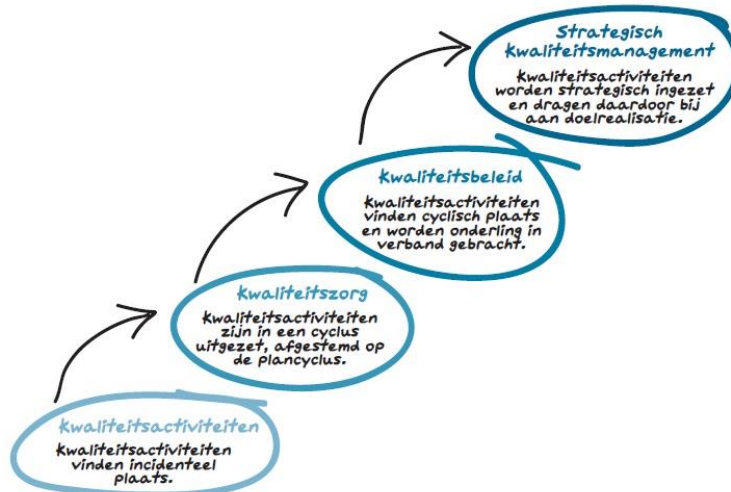 Strategisch
Kwaliteitsmanagement
Kwaliteitsactiviteiten
worden strategisch ingezet
en dragen daardoor bij
aan doelrealisatie.
Kwaliteitsbeleid
Kwaliteitsactiviteiten
vinden cyclisch plaats
en worden onderling in
verband gebracht.
Kwaliteitszorg
Kwaliteitsactiviteiten
zijn in een cyclus
uitgezet, afgestemd op
de plancyclus.
Kwaliteitsactiviteiten
Kwaliteitsactiviteiten
vinden incidenteel
plaats.